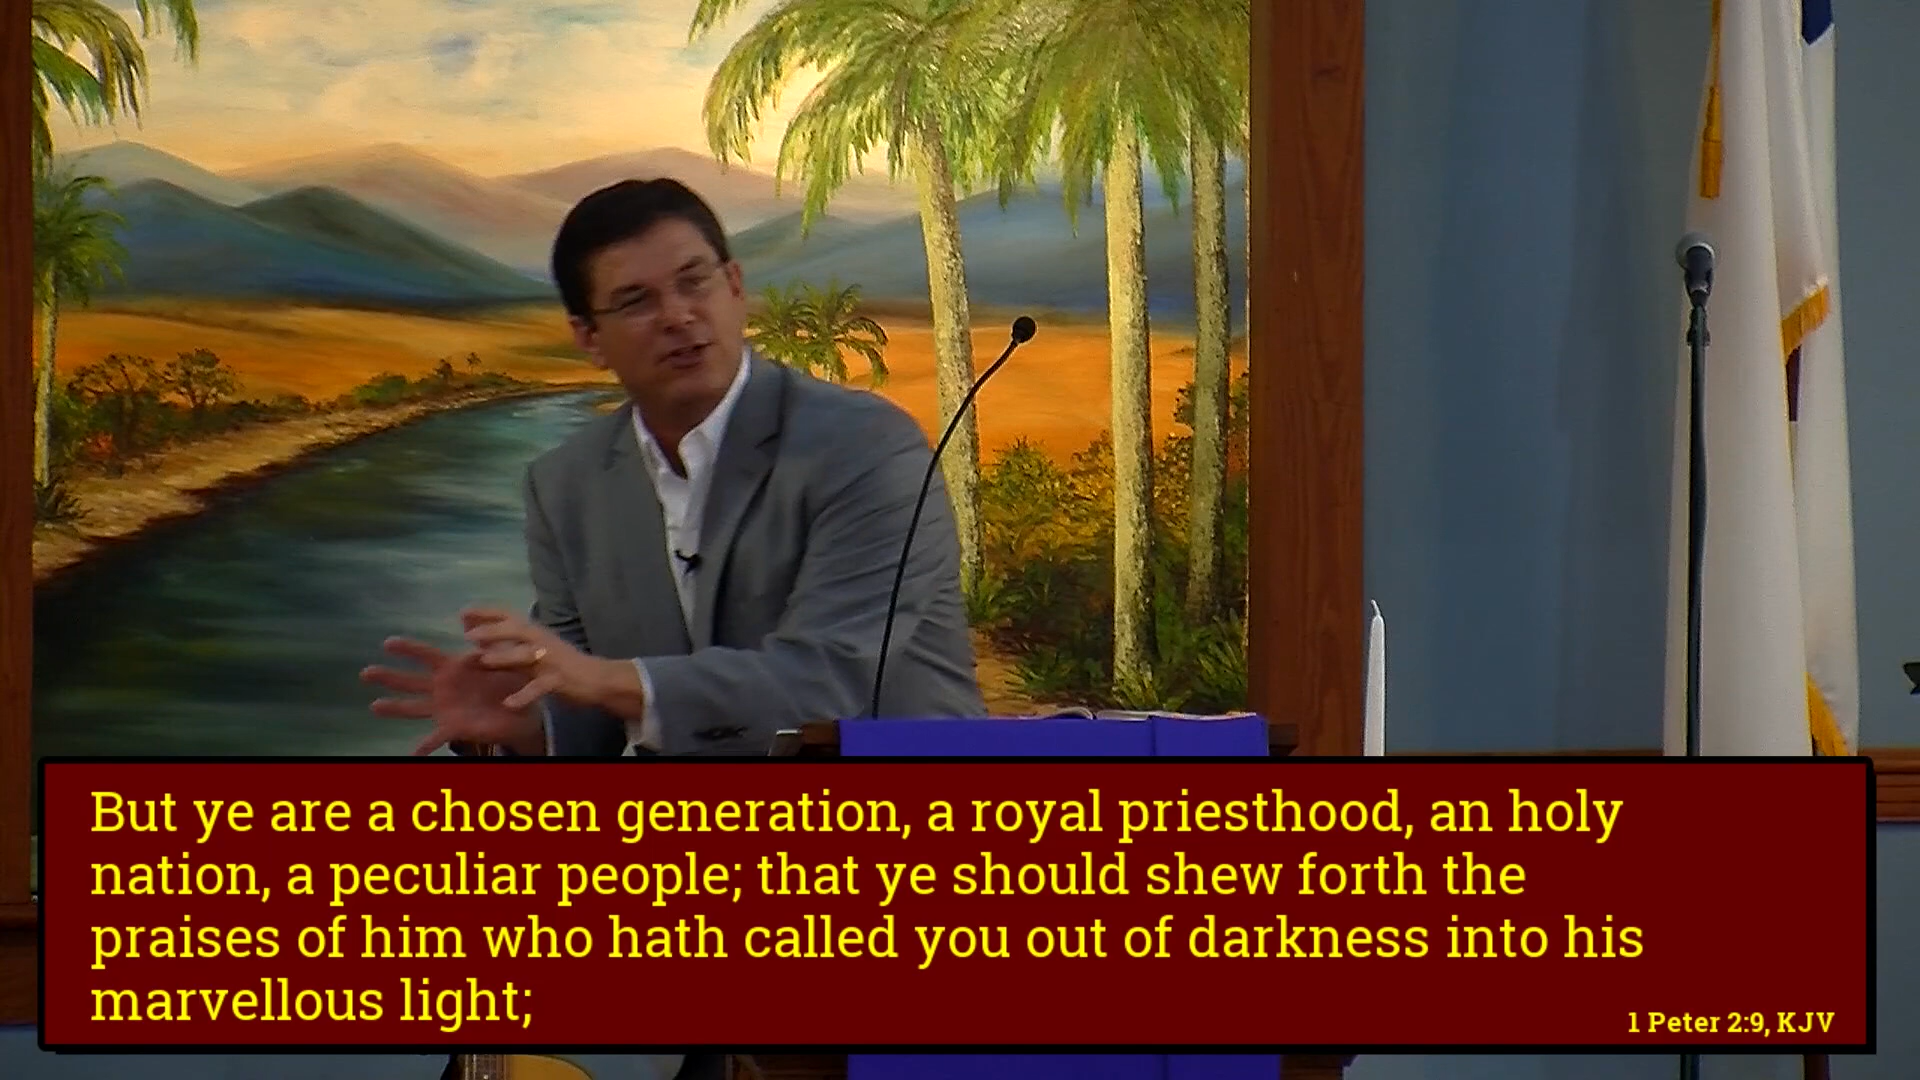 But ye are a chosen generation, a royal priesthood, an holy
nation, a peculiar people; that ye should shew forth the
praises of him who hath called you out of darkness into his
marvellous light;
1 Peter 2:9, KJV